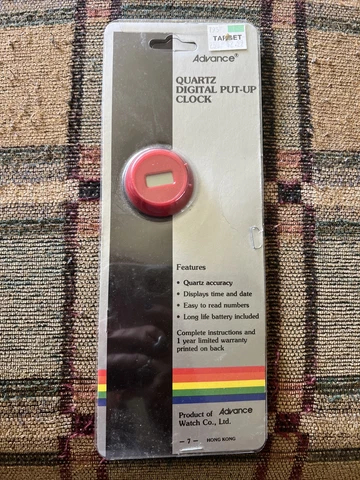 TARGET
Advance®
QUARTZ
DIGITAL PUT-UP
CLOCK
Features
• Quartz accuracy
• Displays time and date
• Easy to read numbers
• Long life battery included
Complete instructions and
1 year limited warranty
printed on back
Product of Advance
Watch Co., Ltd.
— 7 — HONG KONG